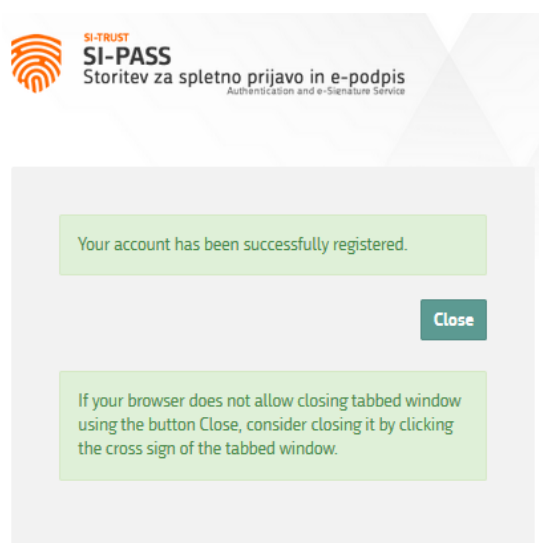 SI-TRUST
SI-PASS
Storitev za spletno prijavo in e-podpis
Authentication and e-Signature Service
Your account has been successfully registered.
Close
If your browser does not allow closing tabbed window
using the button Close, consider closing it by clicking
the cross sign of the tabbed window.